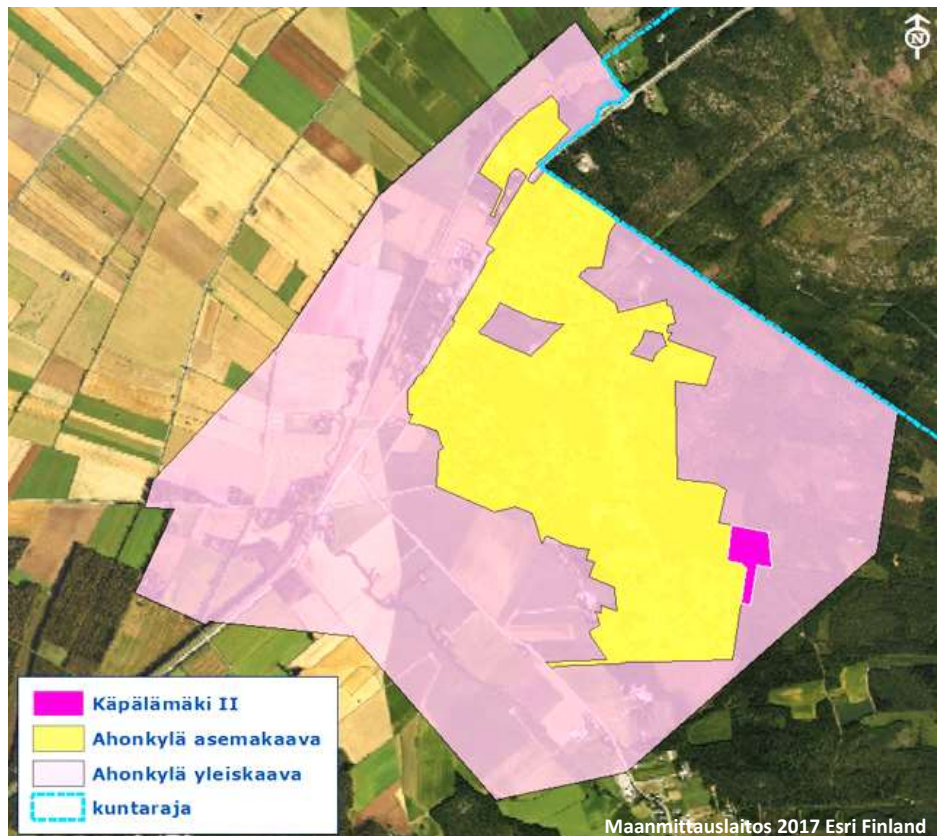 N
Käpälämäki II
Ahonkylä asemakaava
Ahonkylä yleiskaava
kuntaraja
Maanmittauslaitos 2017 Esri Finland